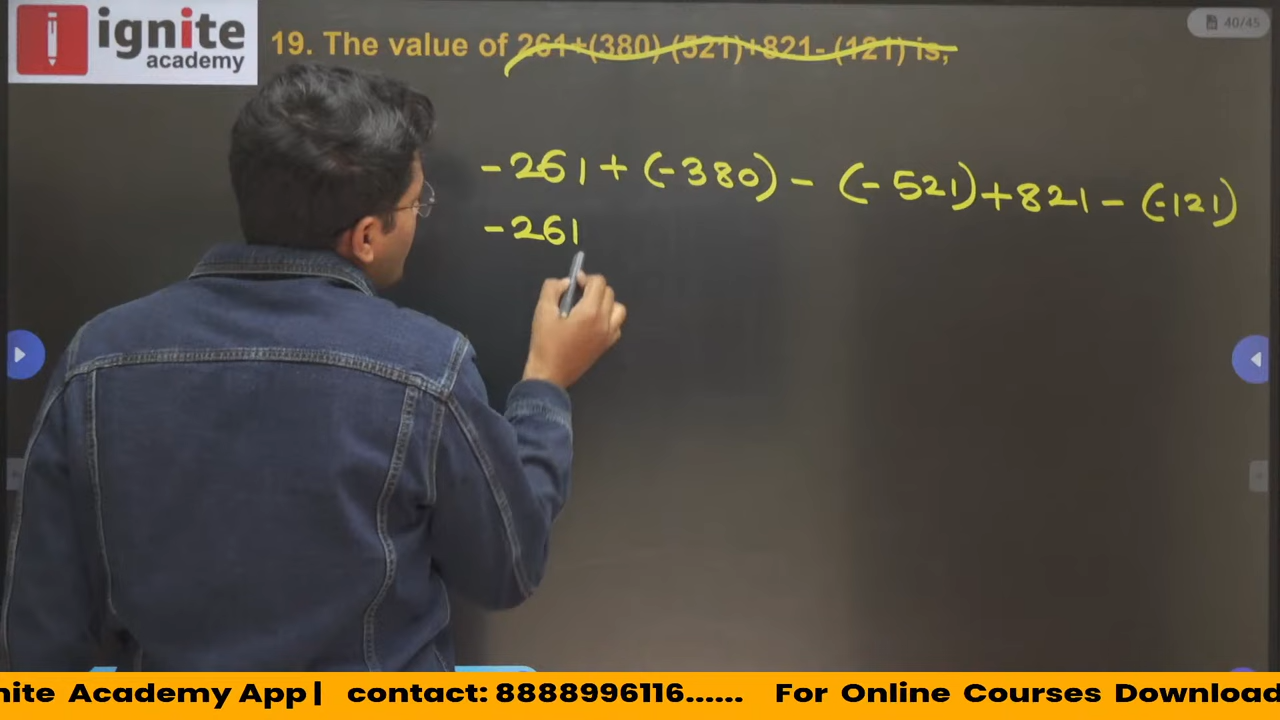 ignite
academy
19. The value of 261+(380)-(521)+821-(121) is,
40/45
-261 + (-380) - (-521) + 821 - (-121)
-261
nite Academy App | contact: 8888996116...... For Online Courses Download